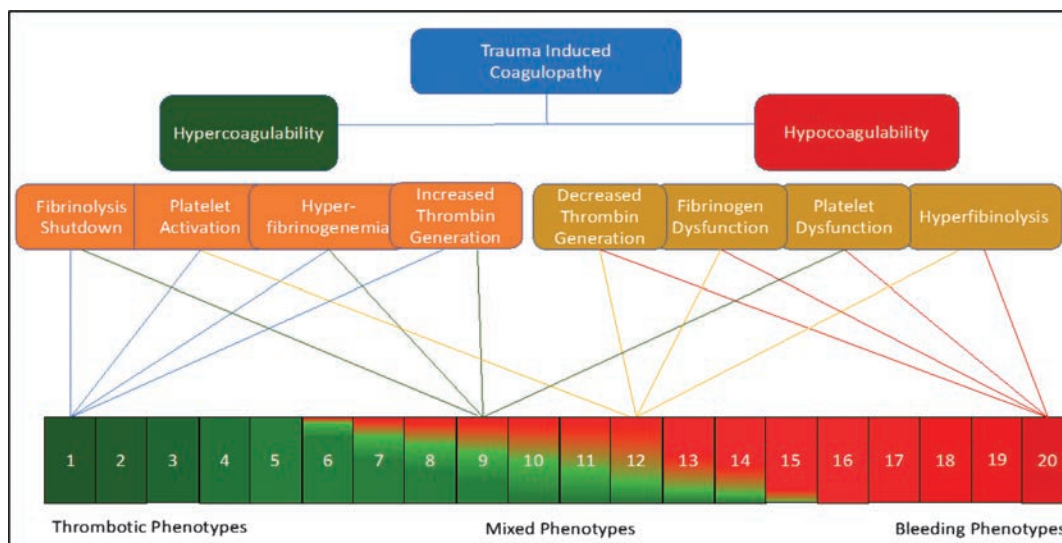 Trauma Induced
Coagulopathy
Hypercoagulability
Hypocoagulability
Fibrinolysis
Shutdown
Platelet
Activation
Hyper-
fibrinogenemia
Increased
Thrombin
Generation
Decreased
Thrombin
Generation
Fibrinogen
Dysfunction
Platelet
Dysfunction
Hyperfibinolysis
1 2 3 4 5 6 7 8 9 10 11 12 13 14 15 16 17 18 19 20
Thrombotic Phenotypes
Mixed Phenotypes
Bleeding Phenotypes